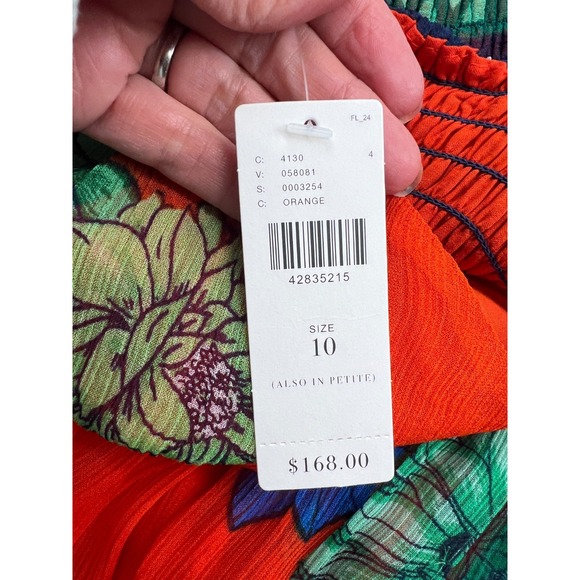 FL_24
C: 4130 4
V: 058081
S: 0003254
C: ORANGE
42835215
SIZE
10
(ALSO IN PETITE)
$168.00